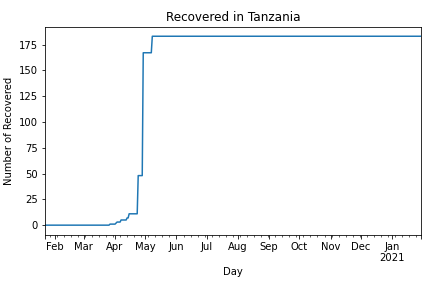 Recovered in Tanzania
Number of Recovered
175
150
125
100
75
50
25
0
Feb Mar Apr May Jun Jul Aug Sep Oct Nov Dec Jan
2021
Day